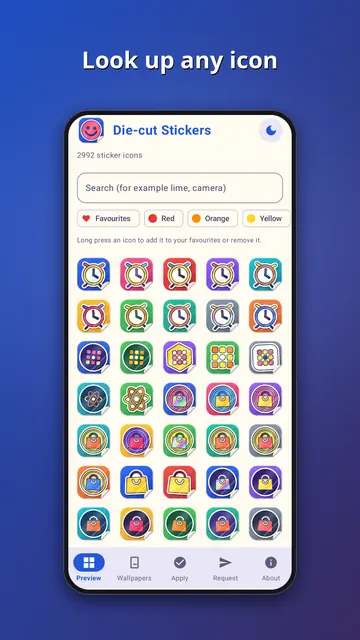 Look up any icon
Die-cut Stickers
2992 sticker icons
Search (for example lime, camera)
Favourites Red Orange Yellow
Long press an icon to add it to your favourites or remove it.
Preview Wallpapers Apply Request About